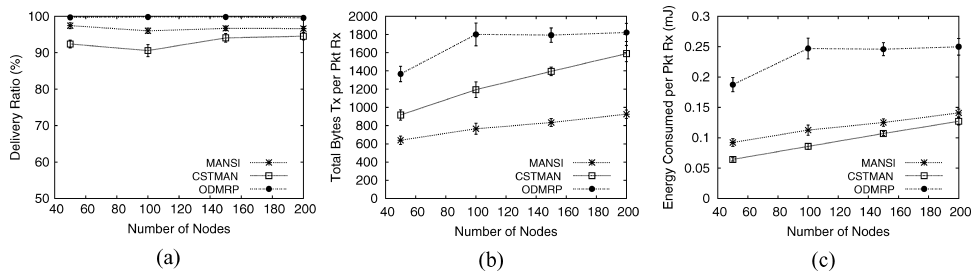 Delivery Ratio (%)
100
90
80
70
60
50
MANSI
CSTMAN
ODMRP
40 60 80 100 120 140 160 180 200
Number of Nodes
(a)
Total Bytes Tx per Pkt Rx
2000
1800
1600
1400
1200
1000
800
600
400
200
0
MANSI
CSTMAN
ODMRP
40 60 80 100 120 140 160 180 200
Number of Nodes
(b)
Energy Consumed per Pkt Rx (mJ)
0.3
0.25
0.2
0.15
0.1
0.05
0
MANSI
CSTMAN
ODMRP
40 60 80 100 120 140 160 180 200
Number of Nodes
(c)